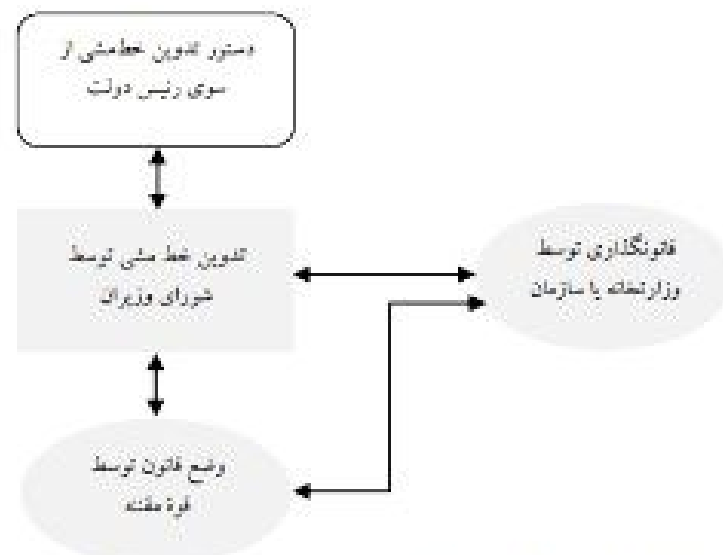 دستور تدوین خط‌مشی از
سوی رئیس دولت
تدوین خط مشی توسط
شورای وزیران
قانونگذاری توسط
وزارتخانه یا سازمان
وضع قانون توسط
قوة مقننه